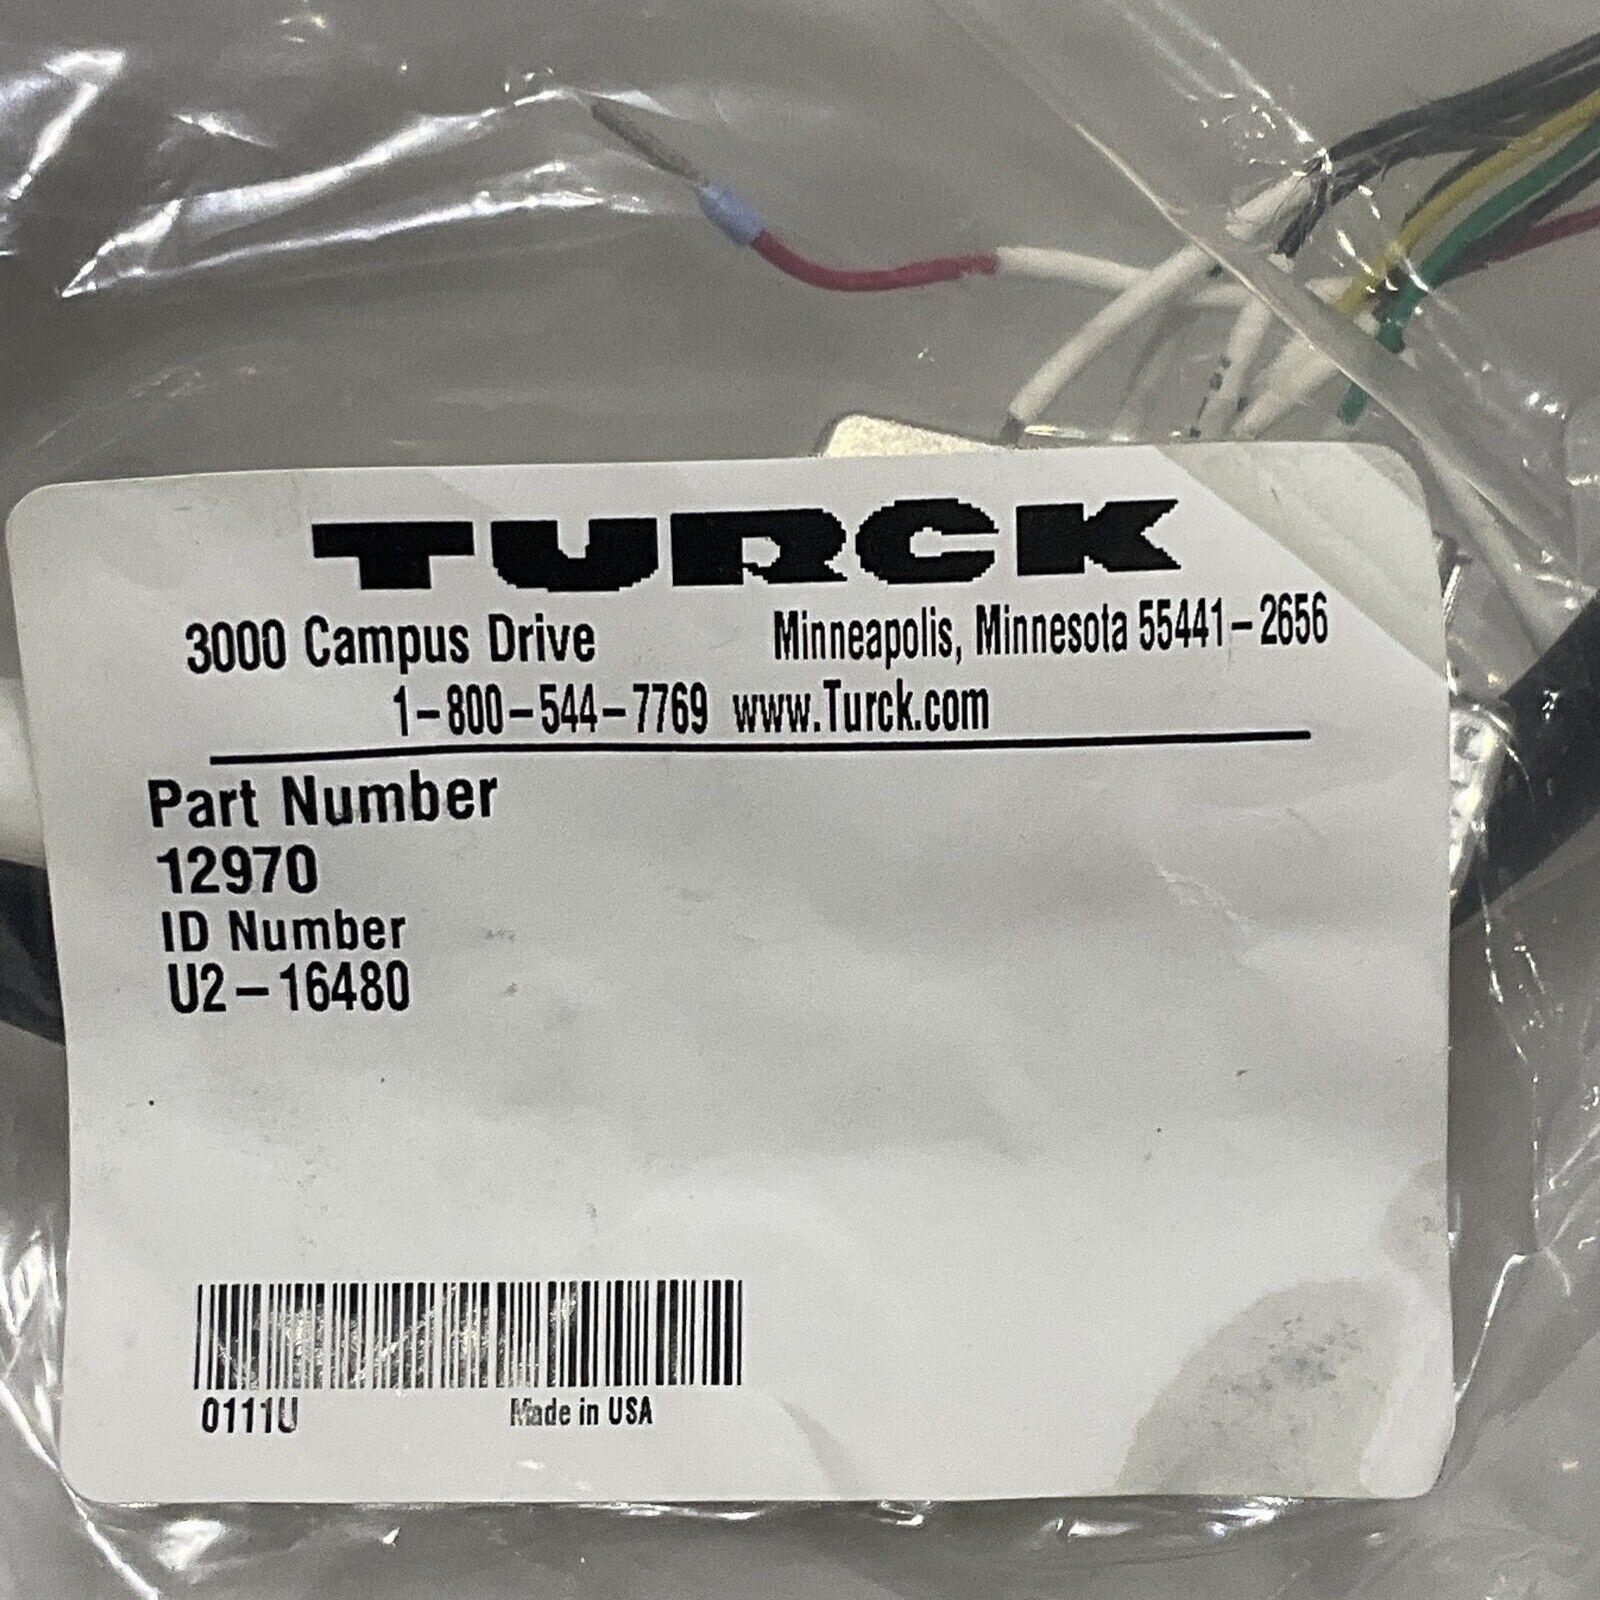 TURCK
3000 Campus Drive Minneapolis, Minnesota 55441-2656
1-800-544-7769 www.Turck.com
Part Number
12970
ID Number
U2-16480
0111U Made in USA